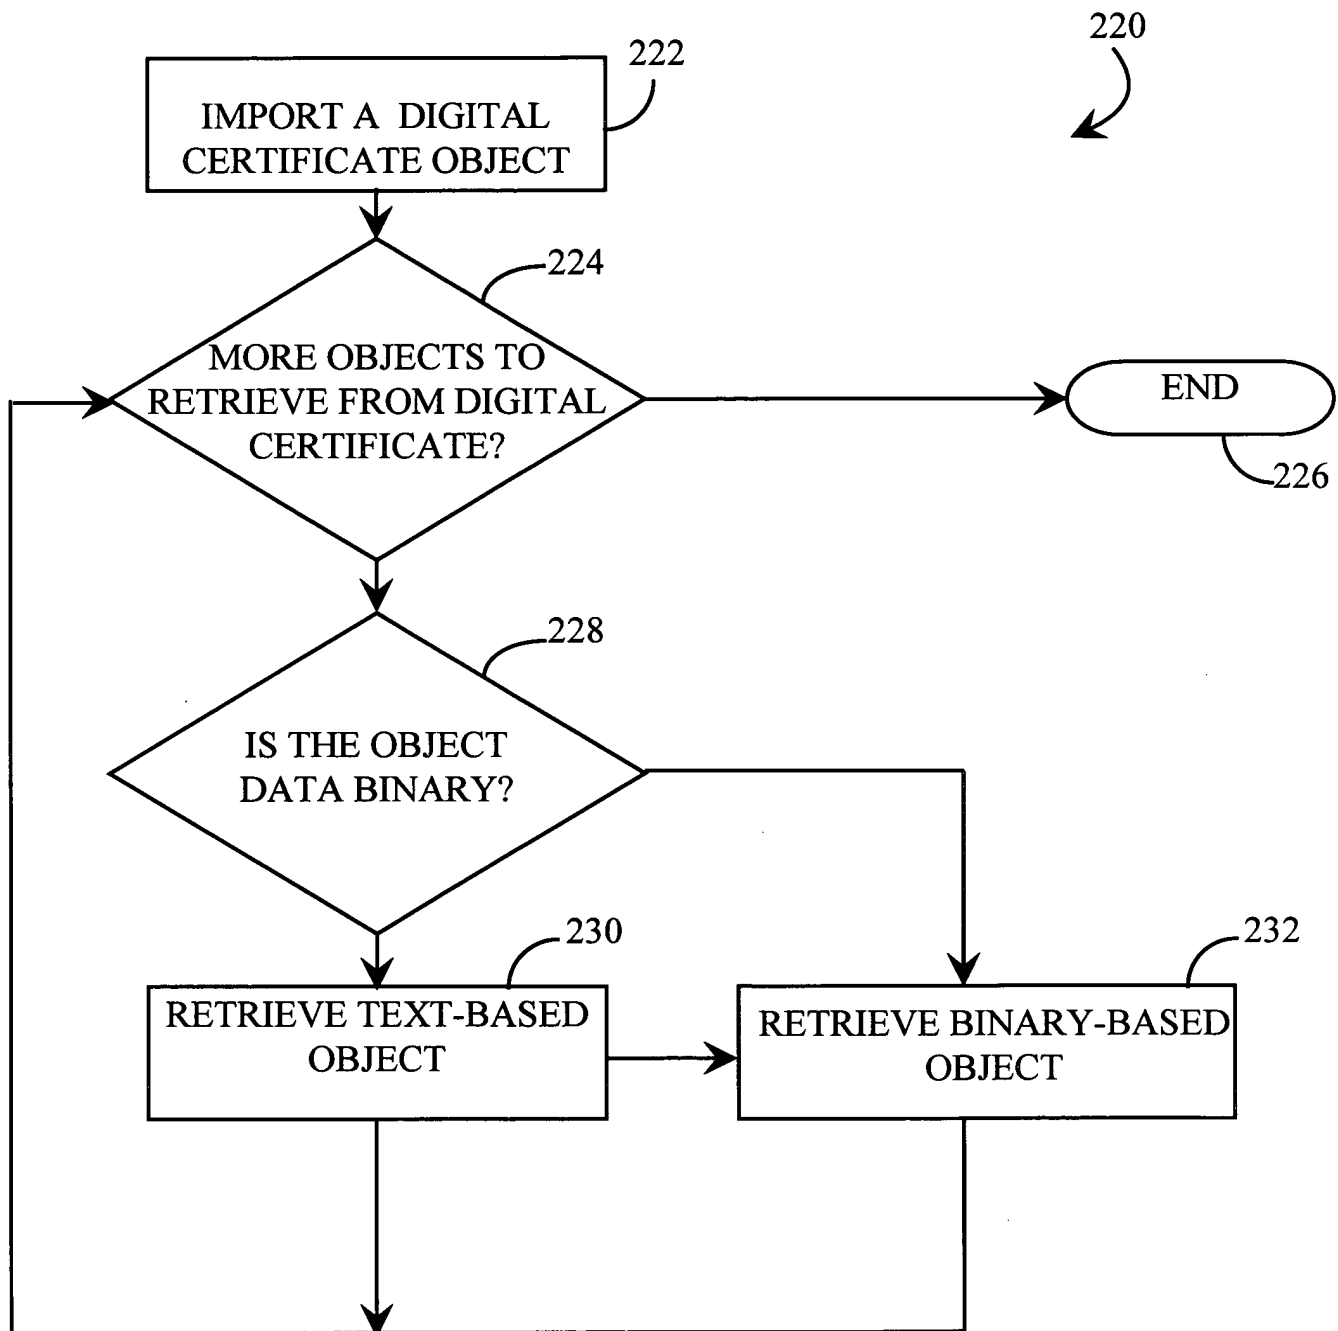 220
222
IMPORT A DIGITAL
CERTIFICATE OBJECT
224
MORE OBJECTS TO
RETRIEVE FROM DIGITAL
CERTIFICATE?
END
226
228
IS THE OBJECT
DATA BINARY?
230
RETRIEVE TEXT-BASED
OBJECT
232
RETRIEVE BINARY-BASED
OBJECT